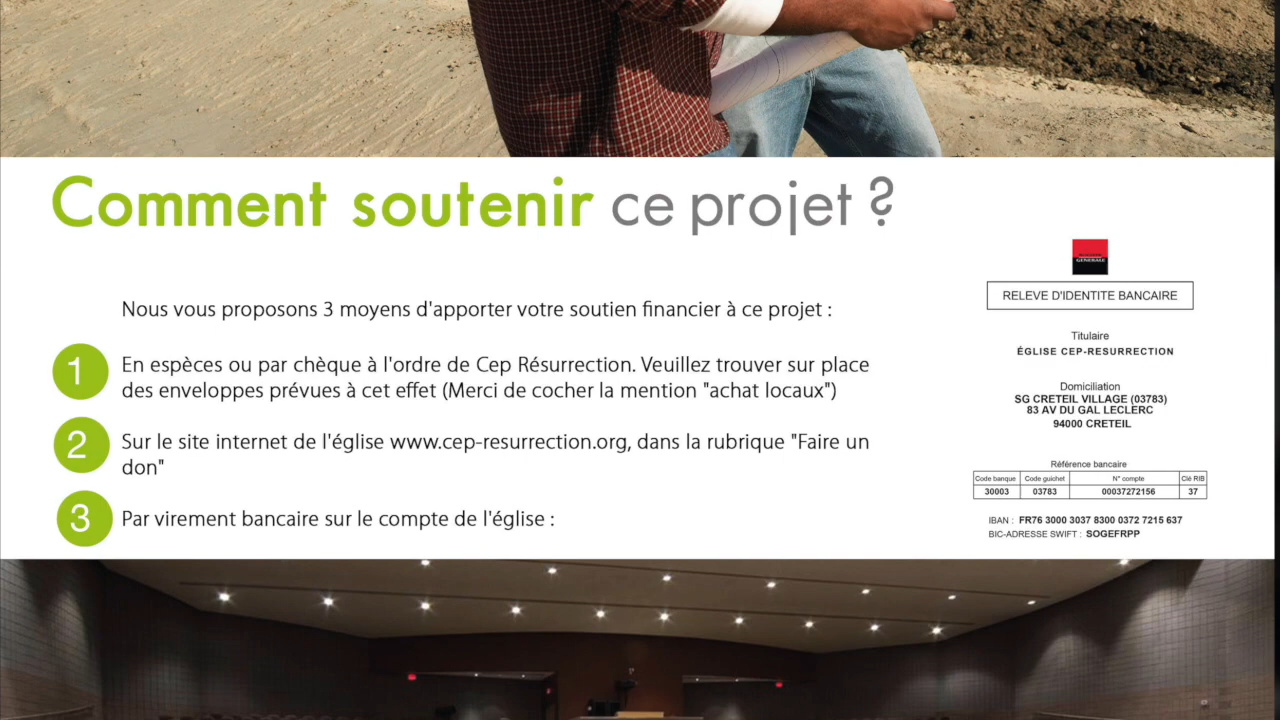 Comment soutenir ce projet ?
Nous vous proposons 3 moyens d'apporter votre soutien financier à ce projet :
1 En espèces ou par chèque à l'ordre de Cep Résurrection. Veuillez trouver sur place
des enveloppes prévues à cet effet (Merci de cocher la mention "achat locaux")
2 Sur le site internet de l'église www.cep-resurrection.org, dans la rubrique "Faire un
don"
3 Par virement bancaire sur le compte de l'église :
GENERALE
RELEVE D'IDENTITE BANCAIRE
Titulaire
ÉGLISE CEP-RESURRECTION
Domiciliation
SG CRETEIL VILLAGE (03783)
83 AV DU GAL LECLERC
94000 CRETEIL
Référence bancaire
Code banque Code guichet N° compte Clé RIB
30003 03783 00037272156 37
IBAN : FR76 3000 3037 8300 0372 7215 637
BIC-ADRESSE SWIFT : SOGEFRPP